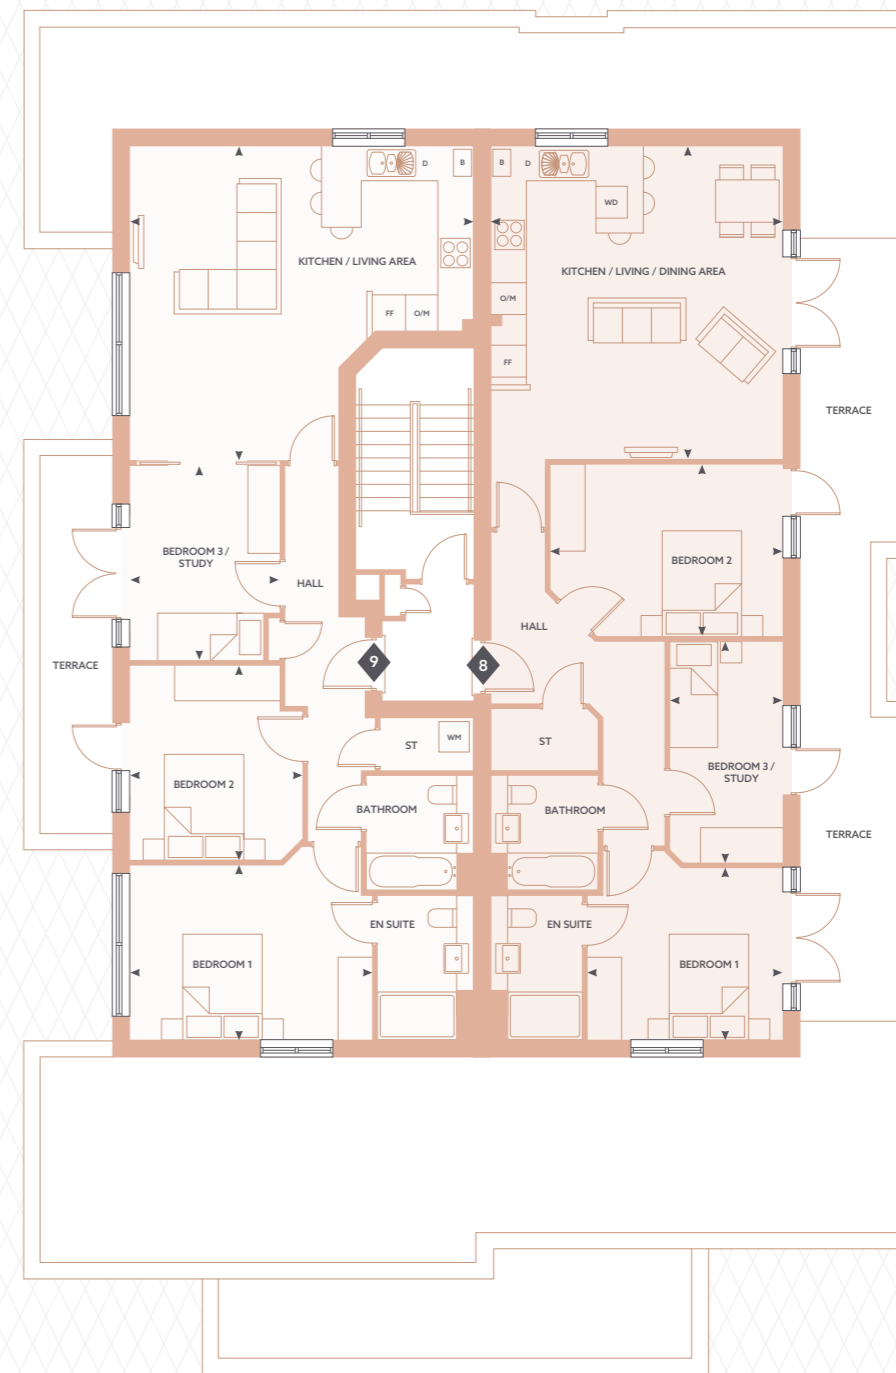 D
B
B
D
WD
KITCHEN / LIVING AREA
KITCHEN / LIVING / DINING AREA
FF
O/M
O/M
FF
TERRACE
BEDROOM 3 /
STUDY
HALL
BEDROOM 2
HALL
TERRACE
9
8
ST
WM
ST
BEDROOM 3 /
STUDY
BEDROOM 2
BATHROOM
BATHROOM
TERRACE
EN SUITE
EN SUITE
BEDROOM 1
BEDROOM 1